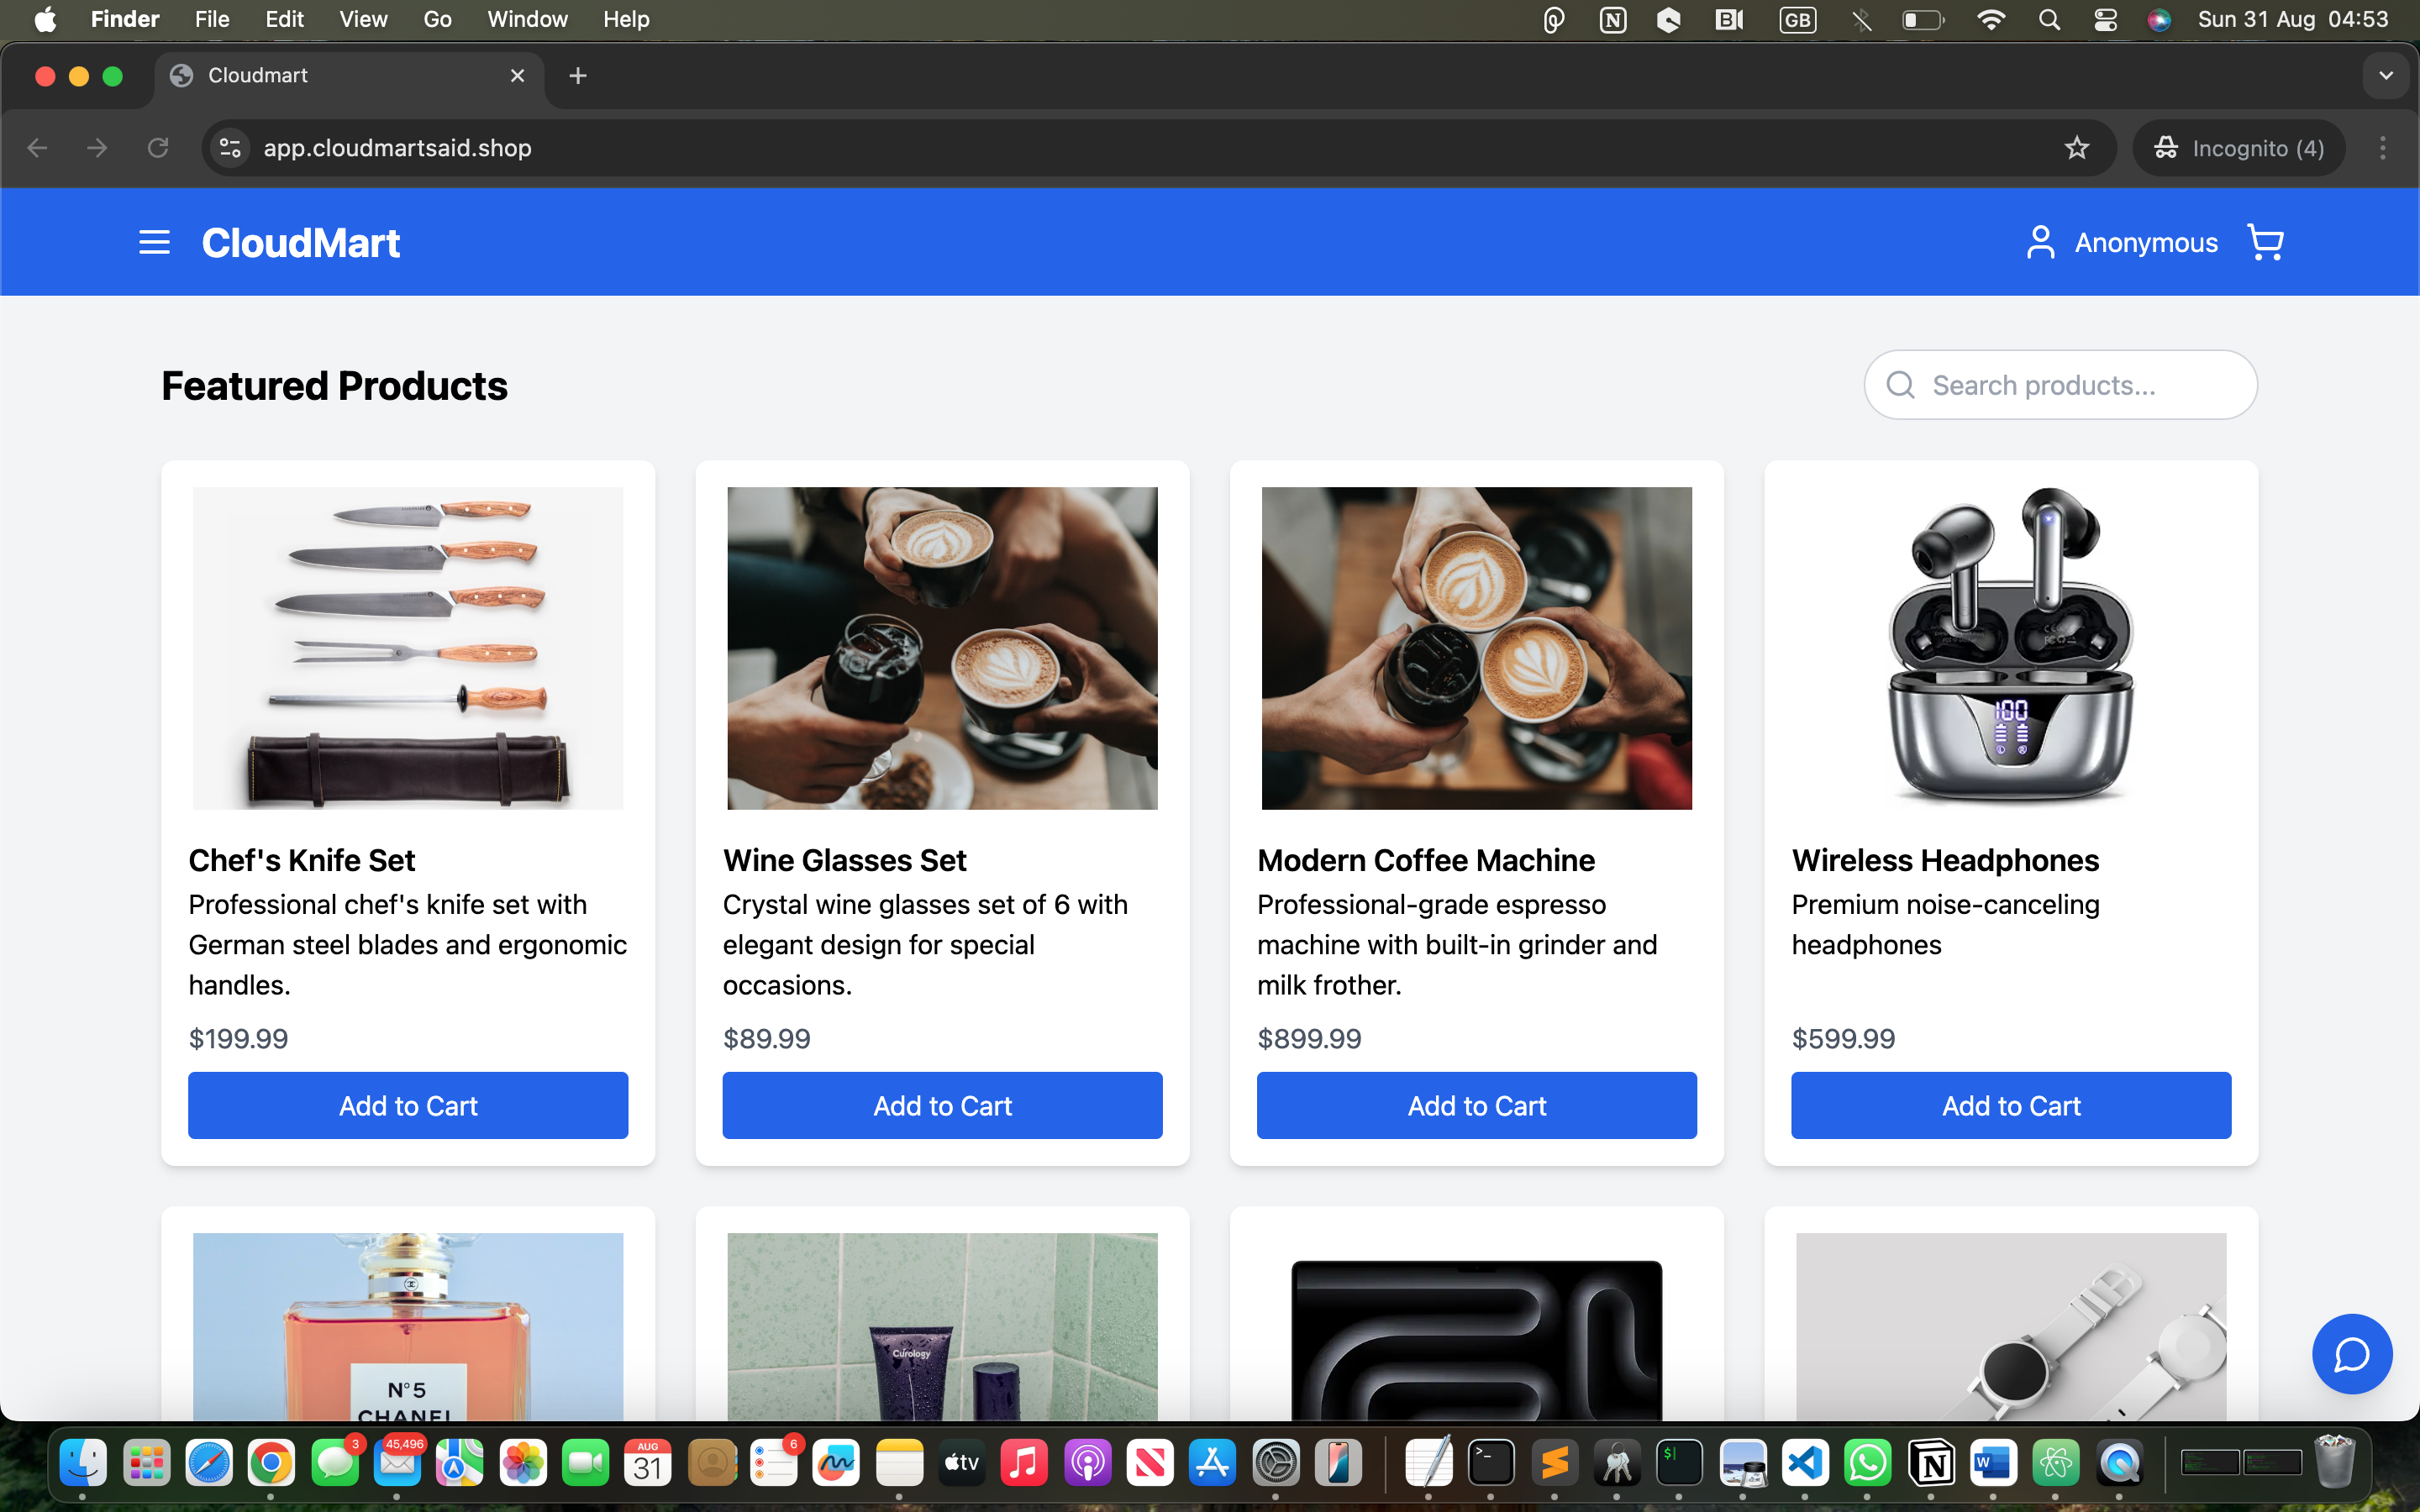 Finder File Edit View Go Window Help GB Sun 31 Aug 04:53
Cloudmart
app.cloudmartsaid.shop Incognito (4)
CloudMart Anonymous
Featured Products Search products...
Chef's Knife Set
Professional chef's knife set with
German steel blades and ergonomic
handles.
$199.99
Add to Cart
Wine Glasses Set
Crystal wine glasses set of 6 with
elegant design for special
occasions.
$89.99
Add to Cart
100
Modern Coffee Machine
Professional-grade espresso
machine with built-in grinder and
milk frother.
$899.99
Add to Cart
Wireless Headphones
Premium noise-canceling
headphones
$599.99
Add to Cart
N°5
CHANEL
Curology
3 45,496 AUG 31 6 tv